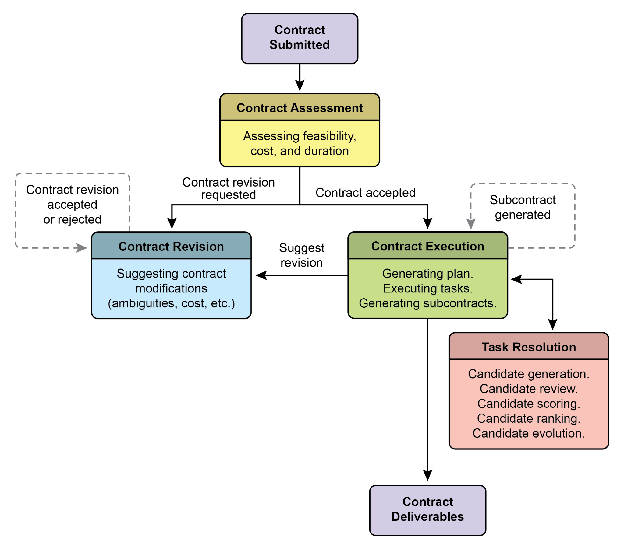 Contract
Submitted
Contract Assessment
Assessing feasibility,
cost, and duration
Contract revision
requested
Contract accepted
Contract revision
accepted
or rejected
Subcontract
generated
Contract Revision
Suggesting contract
modifications
(ambiguities, cost, etc.)
Suggest
revision
Contract Execution
Generating plan.
Executing tasks.
Generating subcontracts.
Task Resolution
Candidate generation.
Candidate review.
Candidate scoring.
Candidate ranking.
Candidate evolution.
Contract
Deliverables